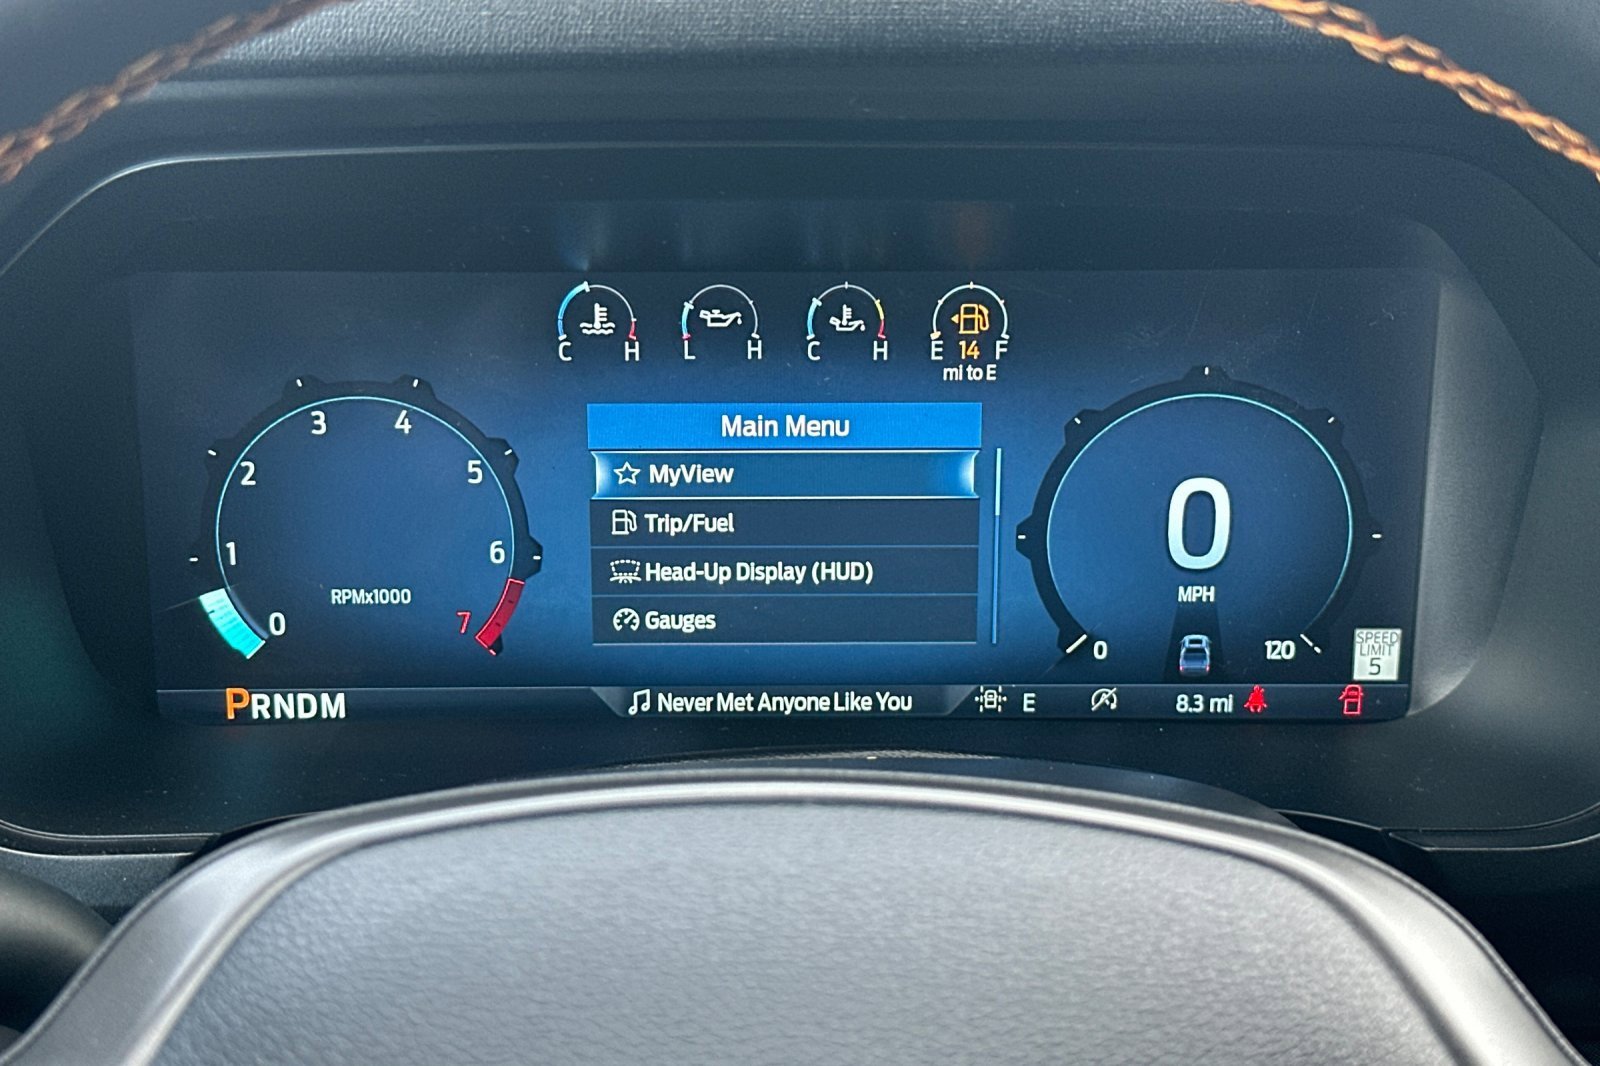 C H
L H
C H
E 14 F
mi to E
Main Menu
MyView
Trip/Fuel
Head-Up Display (HUD)
Gauges
0
1
2
3
4
5
6
7
RPMx1000
0
MPH
0
120
SPEED
LIMIT
5
PRNDM
Never Met Anyone Like You
E
8.3 mi